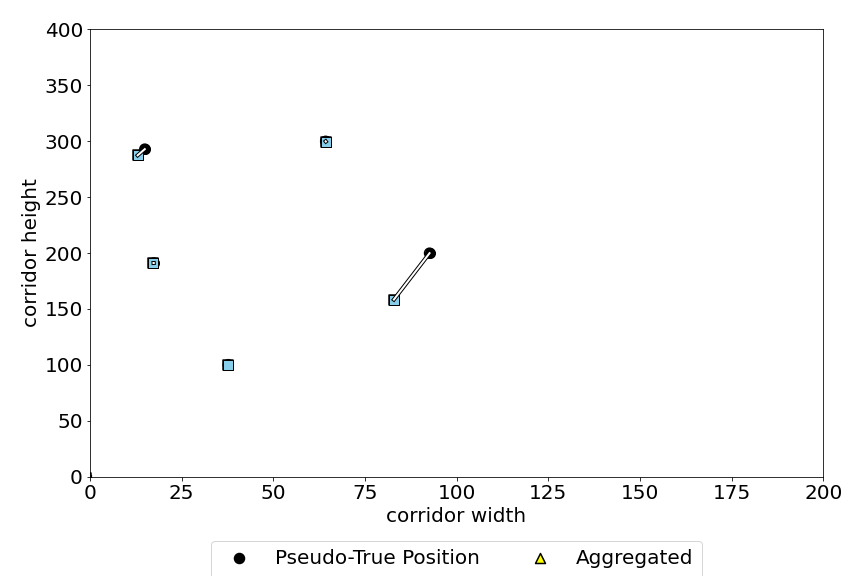 400
350
300
250
200
150
100
50
0
corridor height
0 25 50 75 100 125 150 175 200
corridor width
Pseudo-True Position Aggregated